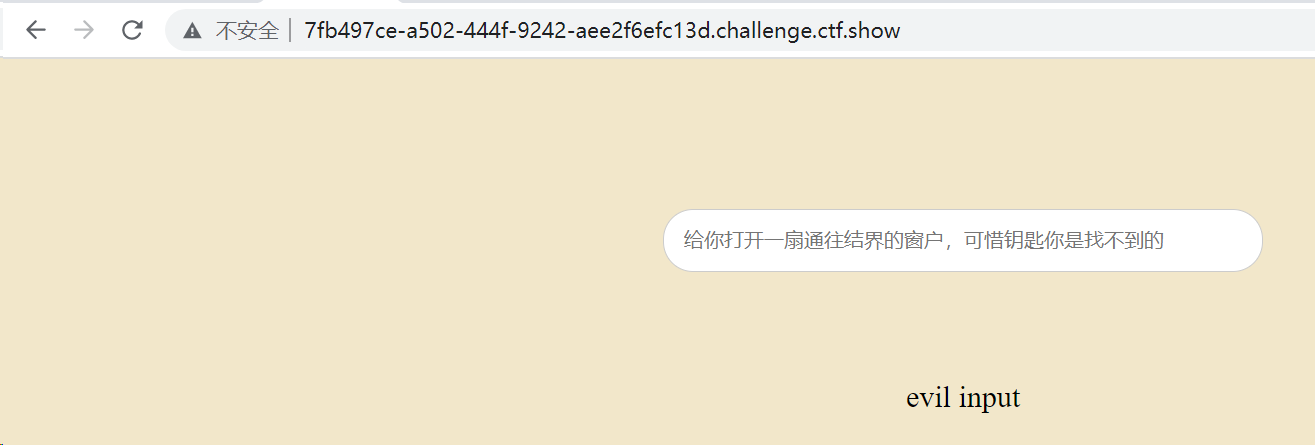 不安全 7fb497ce-a502-444f-9242-aee2f6efc13d.challenge.ctf.show
给你打开一扇通往结界的窗户，可惜钥匙你是找不到的
evil input